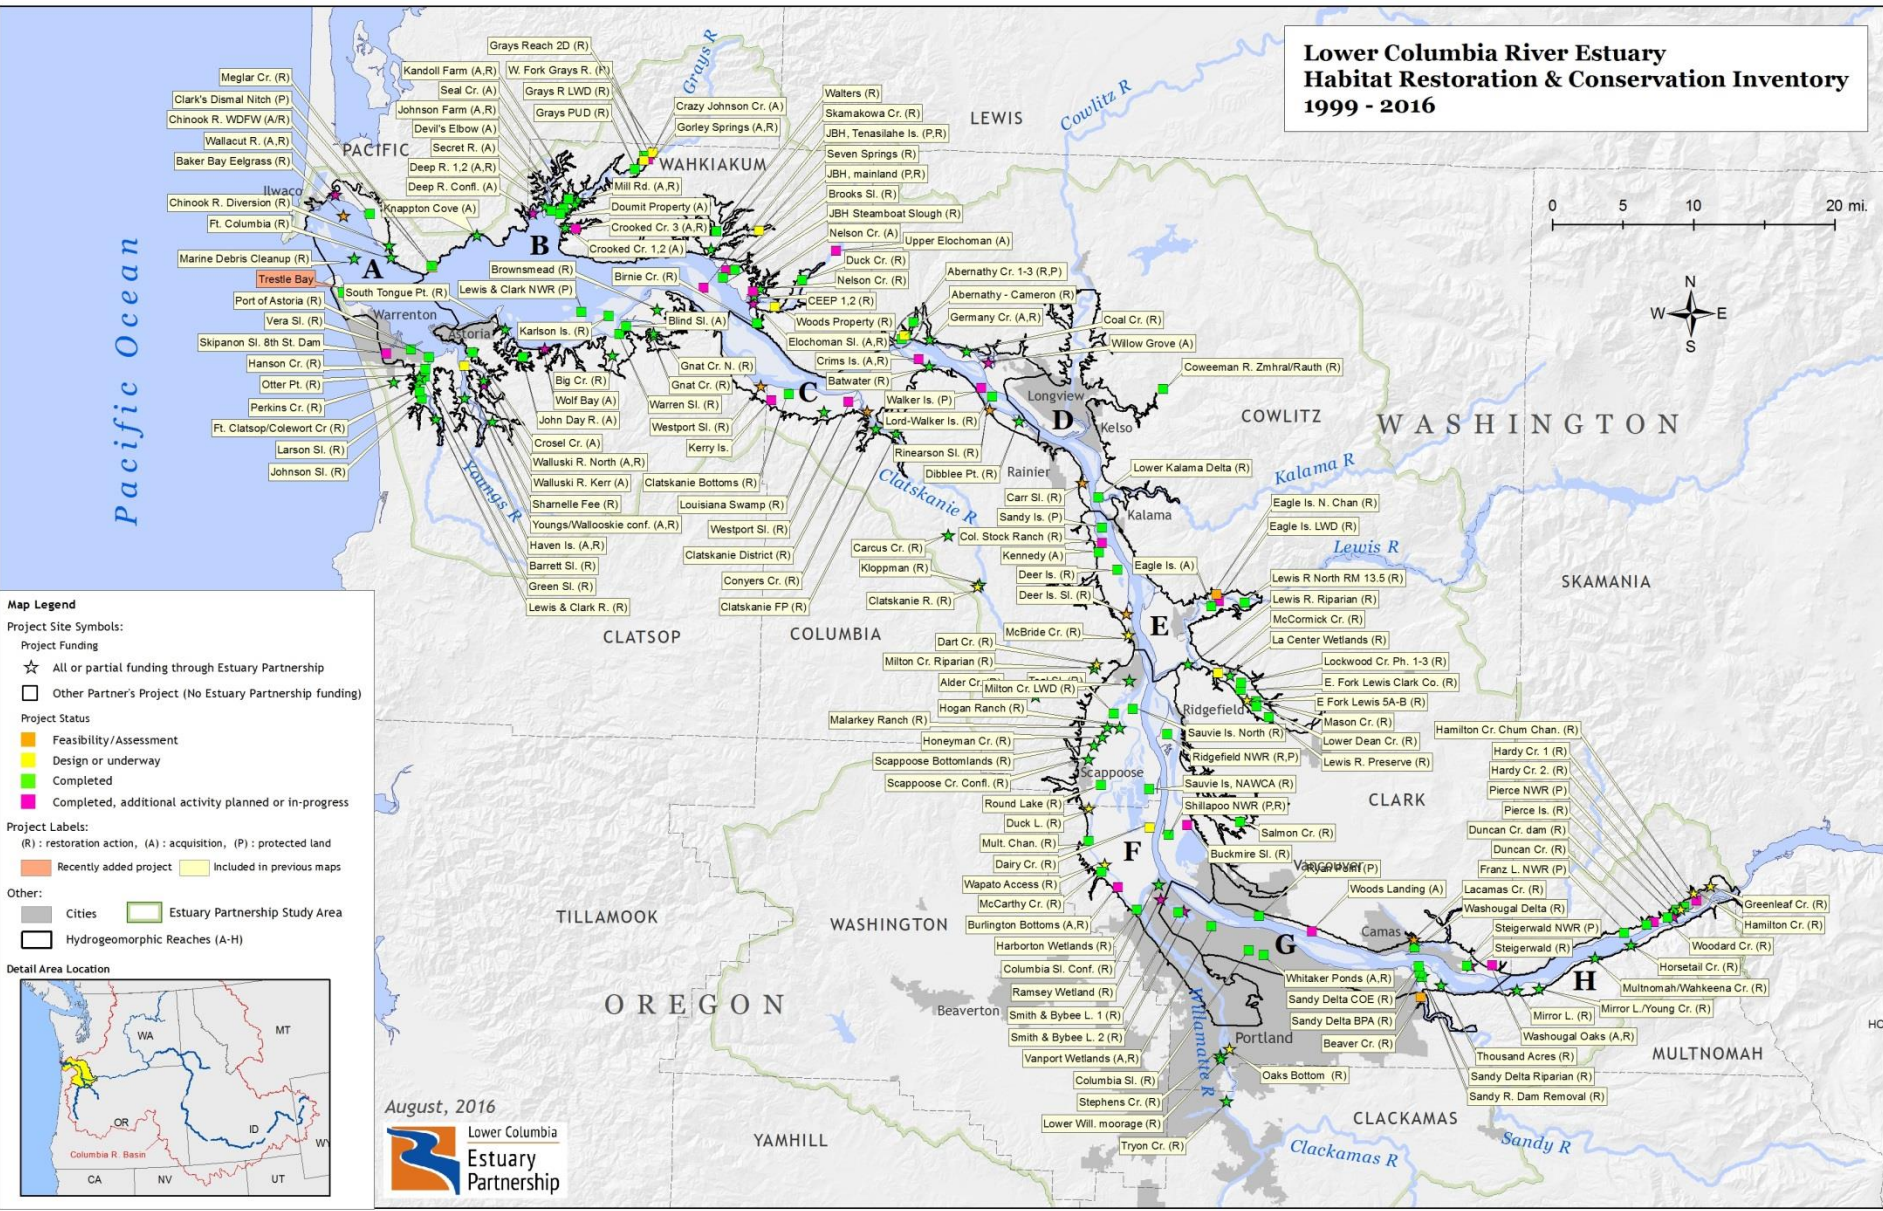 Lower Columbia River Estuary
Habitat Restoration & Conservation Inventory
1999 - 2016
0 5 10 20 mi.
N
W E
S
Pacific Ocean
WASHINGTON
OREGON
PACIFIC
WAHKIAKUM
LEWIS
COWLITZ
SKAMANIA
CLATSOP
COLUMBIA
CLARK
TILLAMOOK
WASHINGTON
YAMHILL
CLACKAMAS
MULTNOMAH
HO
Grays R
Cowlitz R
Kalama R
Lewis R
Clatskanie R
Youngs R
Willamette R
Clackamas R
Sandy R
A
B
C
D
E
F
G
H
Ilwaco
Warrenton
Astoria
Longview
Kelso
Rainier
Kalama
Ridgefield
Scappoose
Vancouver
Camas
Beaverton
Portland
Meglar Cr. (R)
Clark's Dismal Nitch (P)
Chinook R. WDFW (A/R)
Wallacut R. (A,R)
Baker Bay Eelgrass (R)
Chinook R. Diversion (R)
Ft. Columbia (R)
Marine Debris Cleanup (R)
Trestle Bay
Port of Astoria (R)
Vera Sl. (R)
Skipanon Sl. 8th St. Dam
Hanson Cr. (R)
Otter Pt. (R)
Perkins Cr. (R)
Ft. Clatsop/Colewort Cr (R)
Larson Sl. (R)
Johnson Sl. (R)
Grays Reach 2D (R)
Kandoll Farm (A,R)
W. Fork Grays R. (R)
Seal Cr. (A)
Grays R LWD (R)
Johnson Farm (A,R)
Grays PUD (R)
Devil's Elbow (A)
Secret R. (A)
Deep R. 1,2 (A,R)
Deep R. Confl. (A)
Knappton Cove (A)
Crazy Johnson Cr. (A)
Gorley Springs (A,R)
Mill Rd. (A,R)
Doumit Property (A)
Crooked Cr. 3 (A,R)
Crooked Cr. 1,2 (A)
Brownsmead (R)
Birnie Cr. (R)
Lewis & Clark NWR (P)
South Tongue Pt. (R)
Karlson Is. (R)
Blind Sl. (A)
Walters (R)
Skamakowa Cr. (R)
JBH, Tenasilahe Is. (P,R)
Seven Springs (R)
JBH, mainland (P,R)
Brooks Sl. (R)
JBH Steamboat Slough (R)
Nelson Cr. (A)
Upper Elochoman (A)
Duck Cr. (R)
Nelson Cr. (R)
CEEP 1,2 (R)
Woods Property (R)
Elochoman Sl. (A,R)
Crims Is. (A,R)
Batwater (R)
Walker Is. (P)
Lord-Walker Is. (R)
Rinearson Sl. (R)
Dibblee Pt. (R)
Abernathy Cr. 1-3 (R,P)
Abernathy - Cameron (R)
Germany Cr. (A,R)
Coal Cr. (R)
Willow Grove (A)
Coweeman R. Zmhral/Rauth (R)
Gnat Cr. N. (R)
Gnat Cr. (R)
Warren Sl. (R)
Westport Sl. (R)
Kerry Is.
Big Cr. (R)
Wolf Bay (A)
John Day R. (A)
Crosel Cr. (A)
Walluski R. North (A,R)
Walluski R. Kerr (A)
Sharnelle Fee (R)
Youngs/Wallooskie conf. (A,R)
Haven Is. (A,R)
Barrett Sl. (R)
Green Sl. (R)
Lewis & Clark R. (R)
Clatskanie Bottoms (R)
Louisiana Swamp (R)
Westport Sl. (R)
Clatskanie District (R)
Conyers Cr. (R)
Clatskanie FP (R)
Carcus Cr. (R)
Kloppman (R)
Clatskanie R. (R)
Lower Kalama Delta (R)
Carr Sl. (R)
Sandy Is. (P)
Col. Stock Ranch (R)
Kennedy (A)
Deer Is. (R)
Deer Is. Sl. (R)
McBride Cr. (R)
Dart Cr. (R)
Milton Cr. Riparian (R)
Alder Cr.
Milton Cr. LWD (R)
Hogan Ranch (R)
Malarkey Ranch (R)
Honeyman Cr. (R)
Scappoose Bottomlands (R)
Scappoose Cr. Confl. (R)
Round Lake (R)
Duck L. (R)
Mult. Chan. (R)
Dairy Cr. (R)
Wapato Access (R)
McCarthy Cr. (R)
Burlington Bottoms (A,R)
Harborton Wetlands (R)
Columbia Sl. Conf. (R)
Ramsey Wetland (R)
Smith & Bybee L. 1 (R)
Smith & Bybee L. 2 (R)
Vanport Wetlands (A,R)
Columbia Sl. (R)
Stephens Cr. (R)
Lower Will. moorage (R)
Tryon Cr. (R)
Oaks Bottom (R)
Eagle Is. N. Chan (R)
Eagle Is. LWD (R)
Eagle Is. (A)
Lewis R North RM 13.5 (R)
Lewis R. Riparian (R)
McCormick Cr. (R)
La Center Wetlands (R)
Lockwood Cr. Ph. 1-3 (R)
E. Fork Lewis Clark Co. (R)
E Fork Lewis 5A-B (R)
Mason Cr. (R)
Lower Dean Cr. (R)
Lewis R. Preserve (R)
Sauvie Is. North (R)
Ridgefield NWR (R,P)
Sauvie Is, NAWCA (R)
Shillapoo NWR (P,R)
Salmon Cr. (R)
Buckmire Sl. (R)
Ryan Point (P)
Woods Landing (A)
Hamilton Cr. Chum Chan. (R)
Hardy Cr. 1 (R)
Hardy Cr. 2. (R)
Pierce NWR (P)
Pierce Is. (R)
Duncan Cr. dam (R)
Duncan Cr. (R)
Franz L. NWR (P)
Lacamas Cr. (R)
Washougal Delta (R)
Steigerwald NWR (P)
Steigerwald (R)
Greenleaf Cr. (R)
Hamilton Cr. (R)
Woodard Cr. (R)
Horsetail Cr. (R)
Multnomah/Wahkeena Cr. (R)
Mirror L./Young Cr. (R)
Mirror L. (R)
Washougal Oaks (A,R)
Thousand Acres (R)
Sandy Delta Riparian (R)
Sandy R. Dam Removal (R)
Whitaker Ponds (A,R)
Sandy Delta COE (R)
Sandy Delta BPA (R)
Beaver Cr. (R)
Map Legend
Project Site Symbols:
Project Funding
All or partial funding through Estuary Partnership
Other Partner's Project (No Estuary Partnership funding)
Project Status
Feasibility/Assessment
Design or underway
Completed
Completed, additional activity planned or in-progress
Project Labels:
(R) : restoration action, (A) : acquisition, (P) : protected land
Recently added project Included in previous maps
Other:
Cities Estuary Partnership Study Area
Hydrogeomorphic Reaches (A-H)
Detail Area Location
WA
MT
OR
ID
WY
Columbia R. Basin
CA
NV
UT
August, 2016
Lower Columbia
Estuary
Partnership